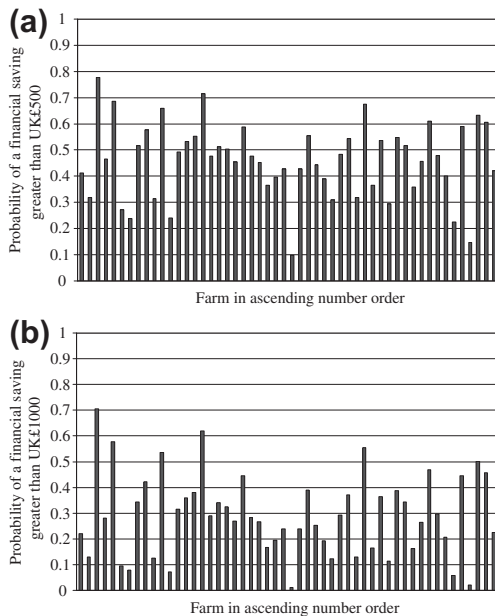 (a)
Probability of a financial saving
greater than UK£500
1
0.9
0.8
0.7
0.6
0.5
0.4
0.3
0.2
0.1
0
Farm in ascending number order
(b)
Probability of a financial saving
greater than UK£1000
1
0.9
0.8
0.7
0.6
0.5
0.4
0.3
0.2
0.1
0
Farm in ascending number order